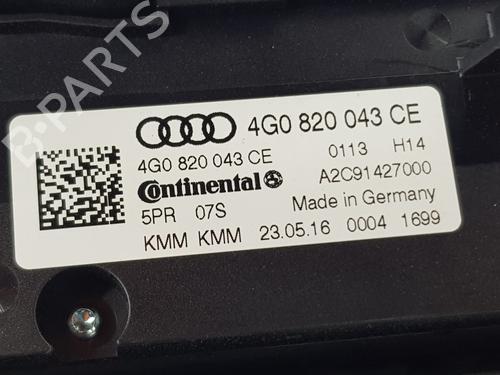 B-PARTS
4G0 820 043 CE
4G0 820 043 CE 0113 H14
Continental A2C91427000
5PR 07S Made in Germany
KMM KMM 23.05.16 0004 1699